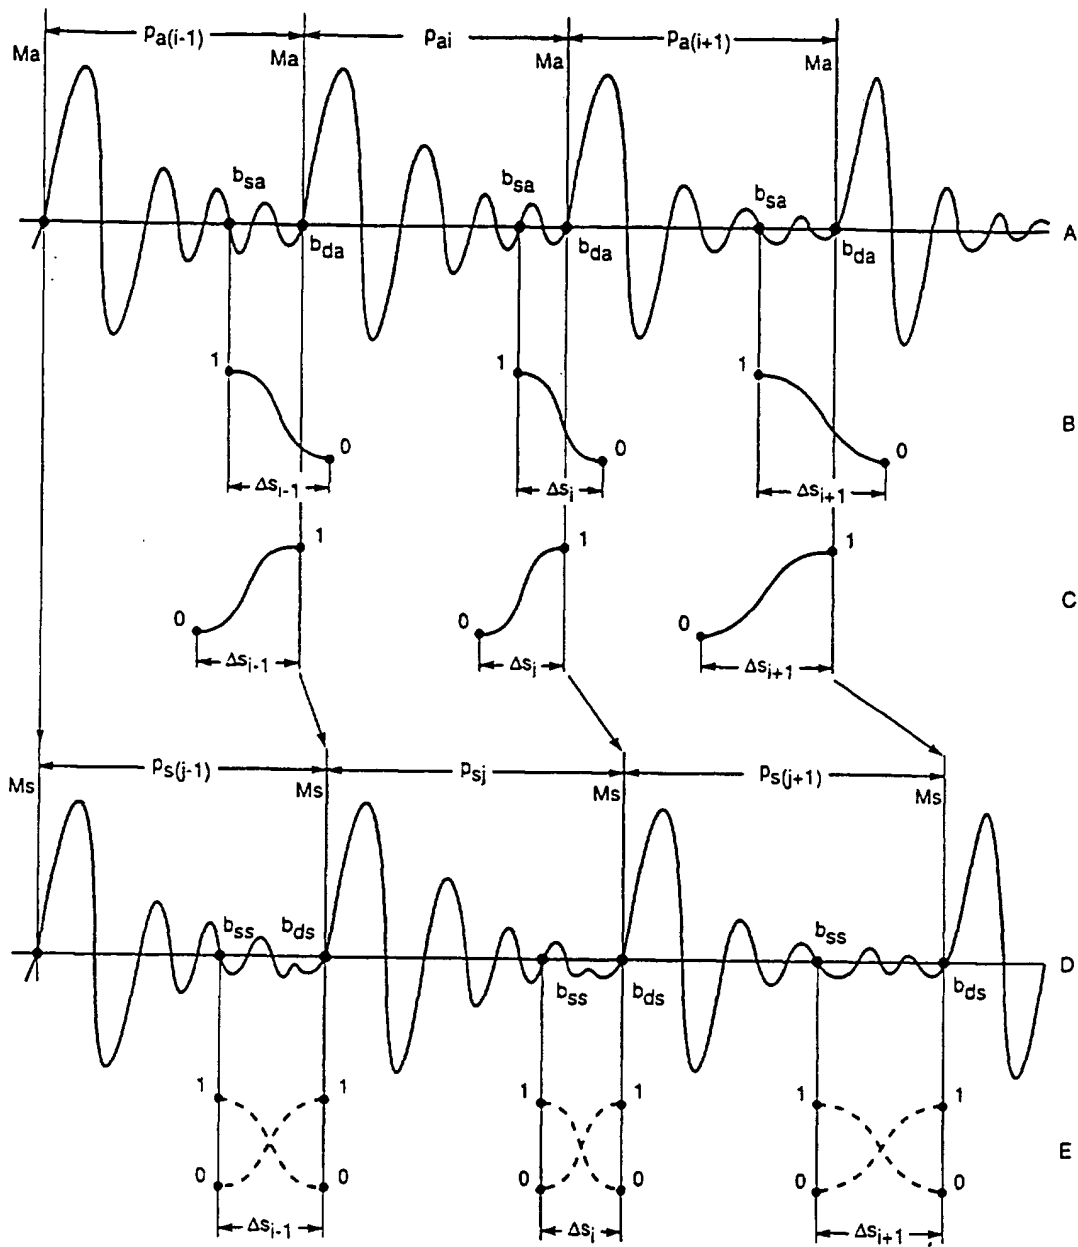 Ma pa(i-1) Ma pai Ma pa(i+1) Ma
bsa bsa bsa A
bda bda bda
1 1 1 B
0 0 0
Δsi-1 Δsi Δsi+1
1 1 1
0 0 0 C
Δsi-1 Δsi Δsi+1
Ms ps(j-1) Ms psj Ms ps(j+1) Ms
bss bds bss D
bss bds bds
1 1 1 1 1 1
0 0 0 0 0 0 E
Δsi-1 Δsi Δsi+1